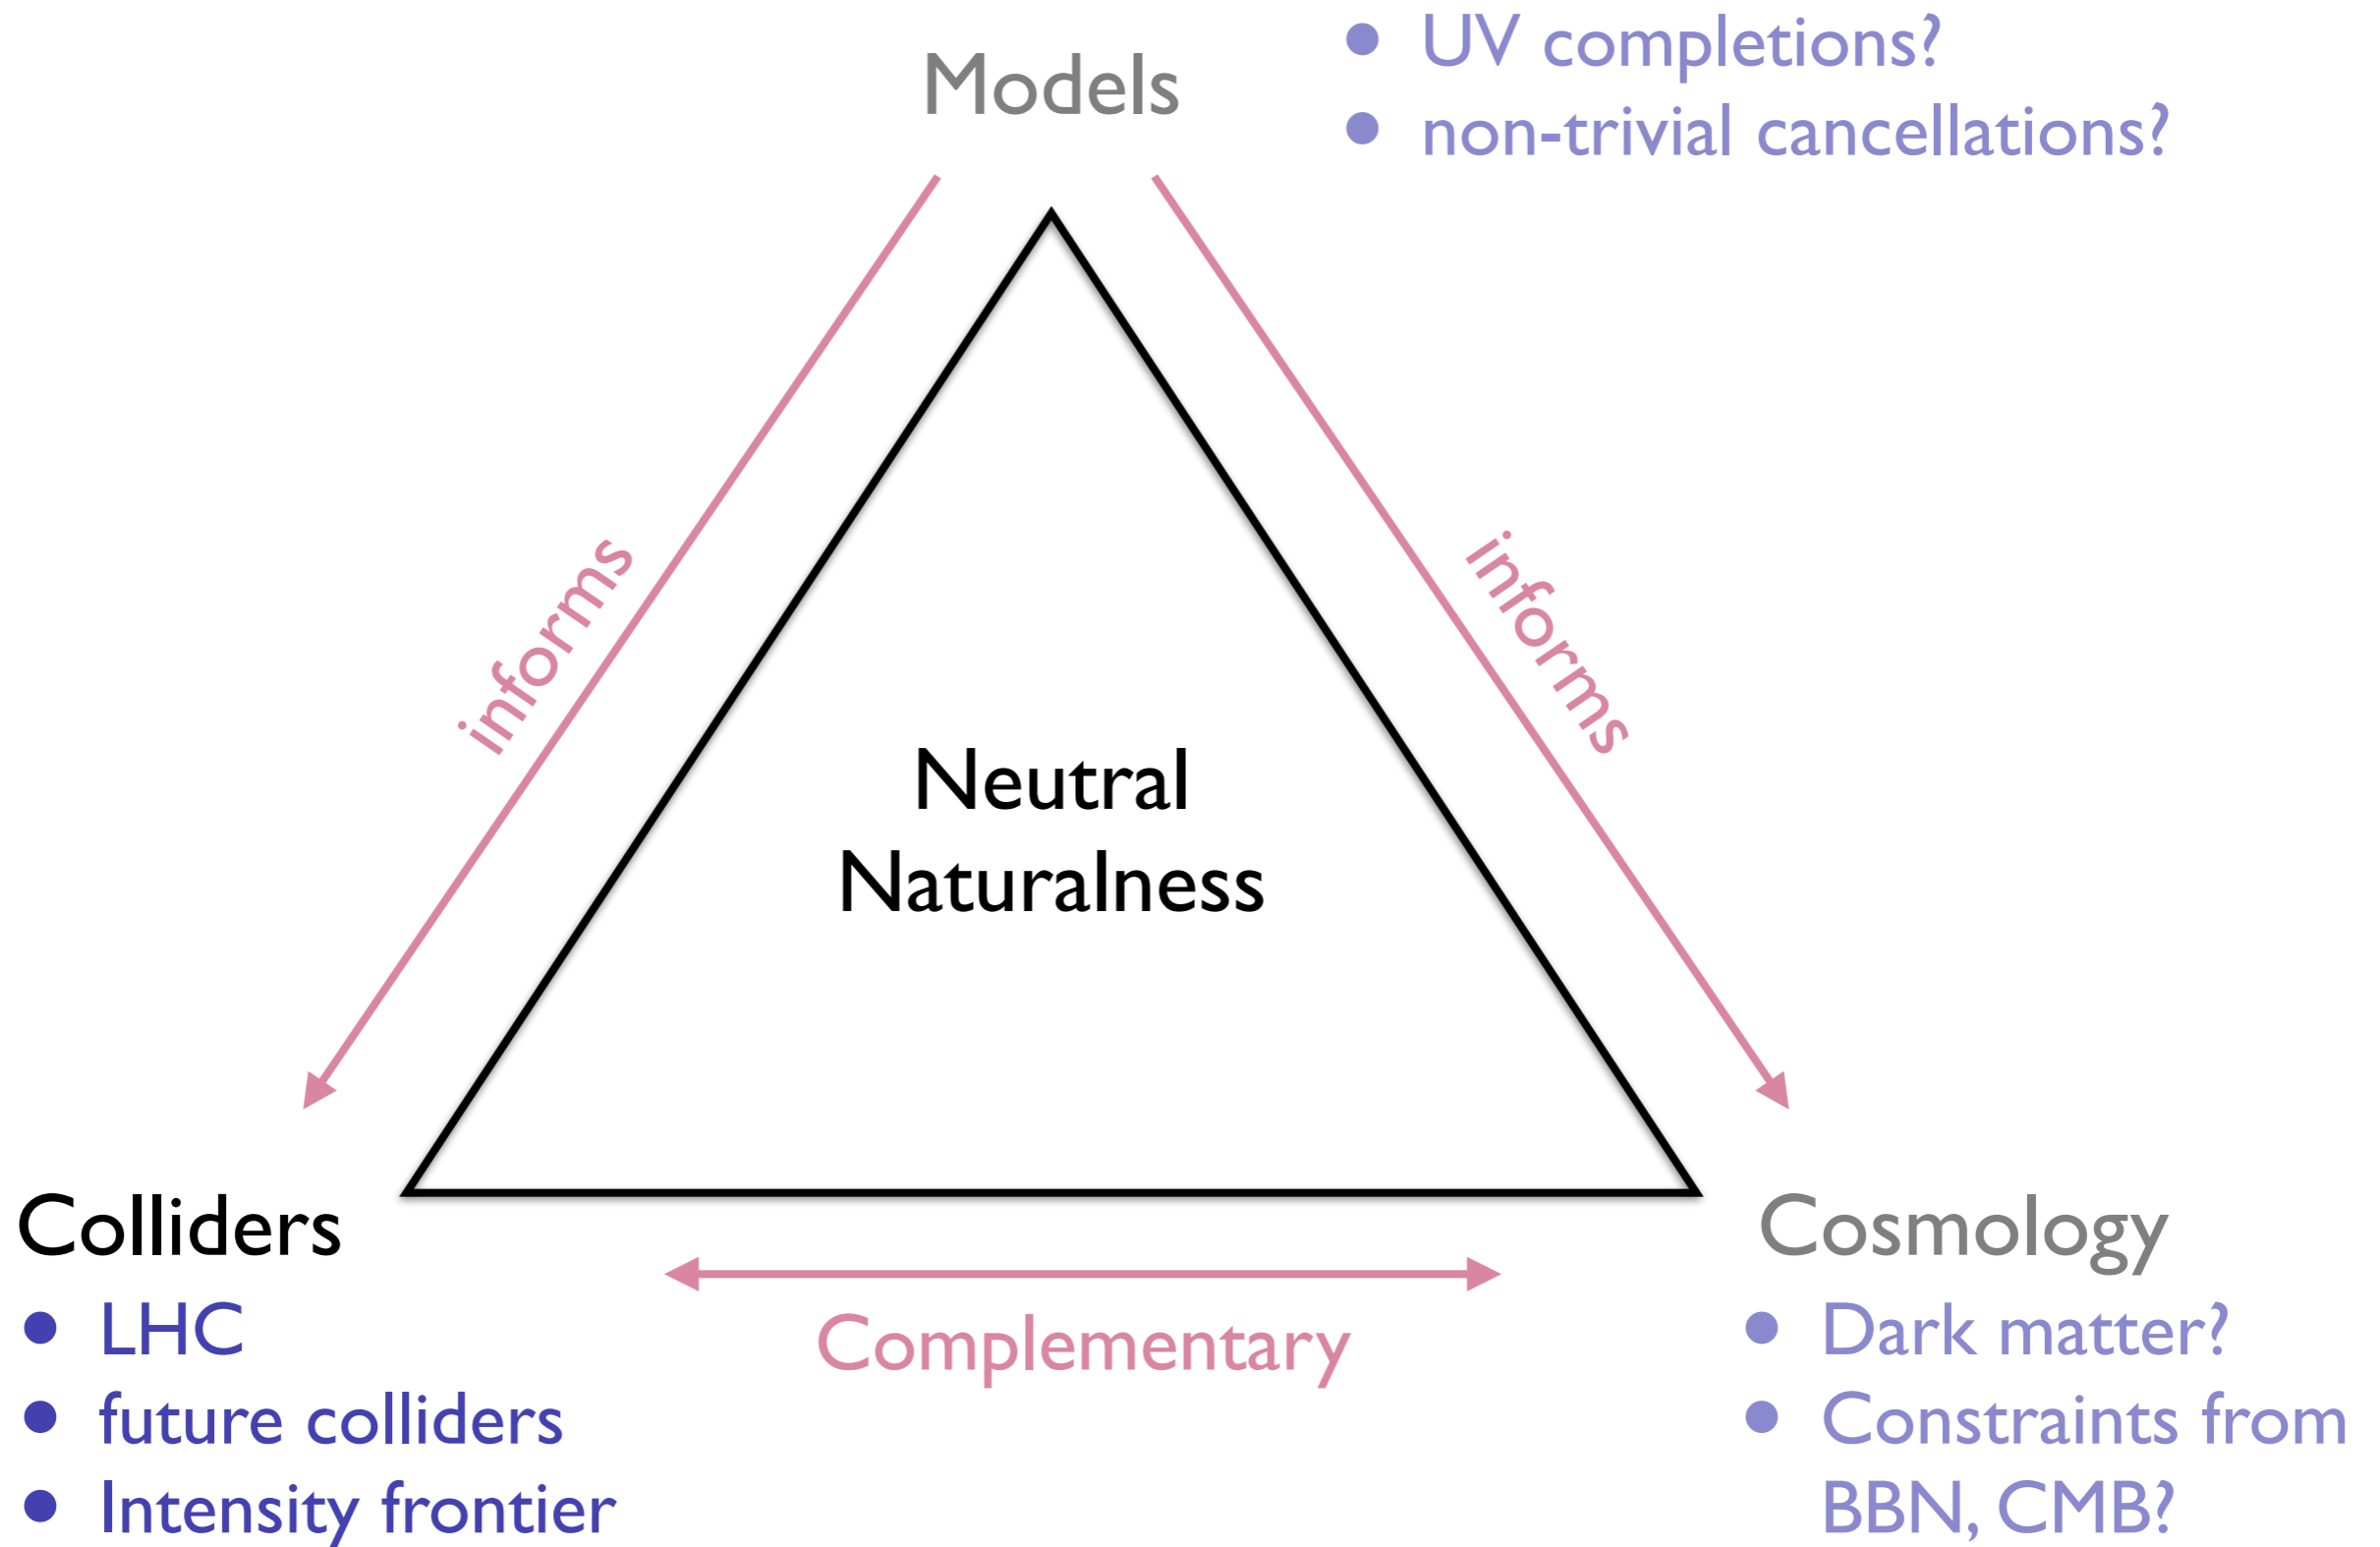 Models
• UV completions?
• non-trivial cancellations?
informs
informs
Neutral
Naturalness
Colliders
• LHC
• future colliders
• Intensity frontier
Complementary
Cosmology
• Dark matter?
• Constraints from
BBN, CMB?